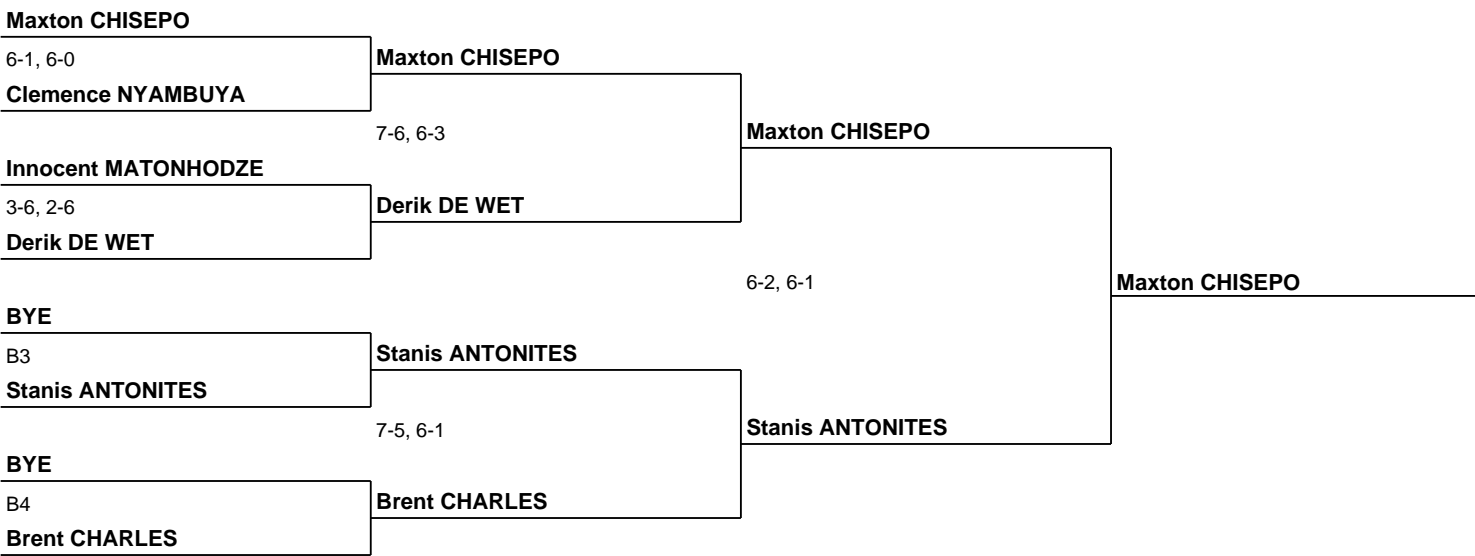 Maxton CHISEPO
6-1, 6-0
Maxton CHISEPO
Clemence NYAMBUYA
7-6, 6-3
Maxton CHISEPO
Innocent MATONHODZE
3-6, 2-6
Derik DE WET
Derik DE WET
6-2, 6-1
Maxton CHISEPO
BYE
B3
Stanis ANTONITES
Stanis ANTONITES
7-5, 6-1
Stanis ANTONITES
BYE
B4
Brent CHARLES
Brent CHARLES